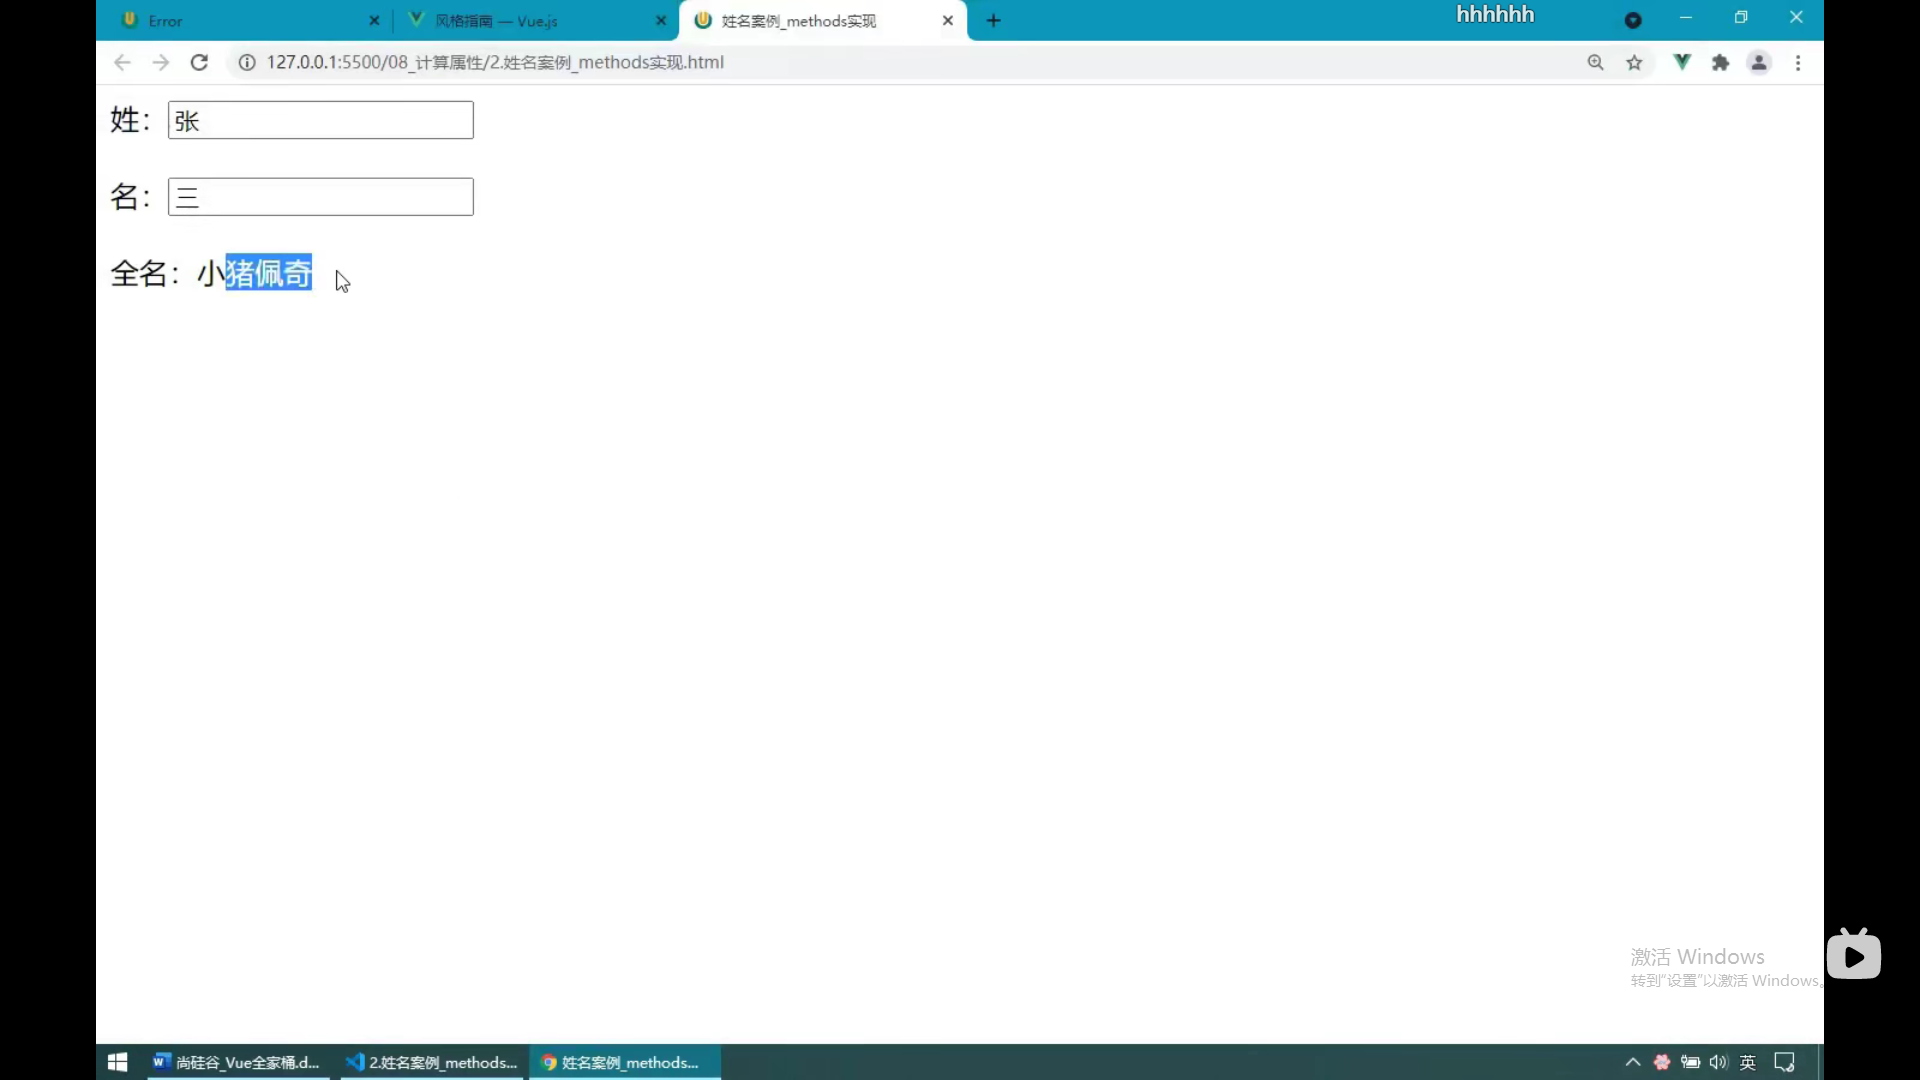 Error
风格指南 — Vue.js
姓名案例_methods实现
hhhhhh
127.0.0.1:5500/08_计算属性/2.姓名案例_methods实现.html
姓：张
名：三
全名：小猪佩奇
激活 Windows
转到“设置”以激活 Windows。
尚硅谷_Vue全家桶.d...
2.姓名案例_methods...
姓名案例_methods...
英